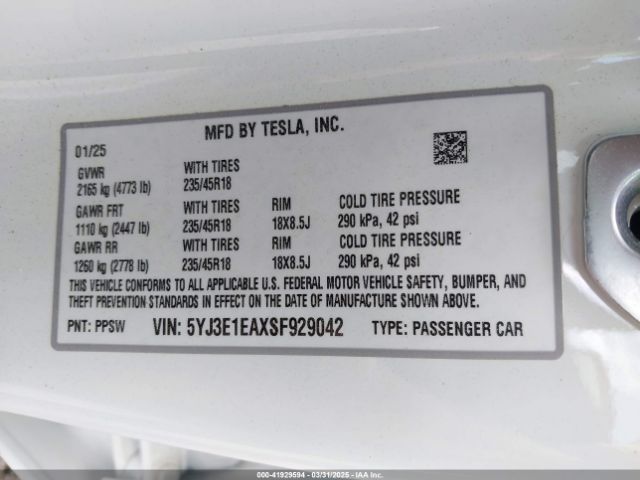 MFD BY TESLA, INC.
01/25
GVWR WITH TIRES
2165 kg (4773 lb) 235/45R18
GAWR FRT WITH TIRES RIM COLD TIRE PRESSURE
1110 kg (2447 lb) 235/45R18 18X8.5J 290 kPa, 42 psi
GAWR RR WITH TIRES RIM COLD TIRE PRESSURE
1260 kg (2778 lb) 235/45R18 18X8.5J 290 kPa, 42 psi
THIS VEHICLE CONFORMS TO ALL APPLICABLE U.S. FEDERAL MOTOR VEHICLE SAFETY, BUMPER, AND
THEFT PREVENTION STANDARDS IN EFFECT ON THE DATE OF MANUFACTURE SHOWN ABOVE.
PNT: PPSW VIN: 5YJ3E1EAXSF929042 TYPE: PASSENGER CAR
000-41929594 - 03/31/2025 - IAA Inc.